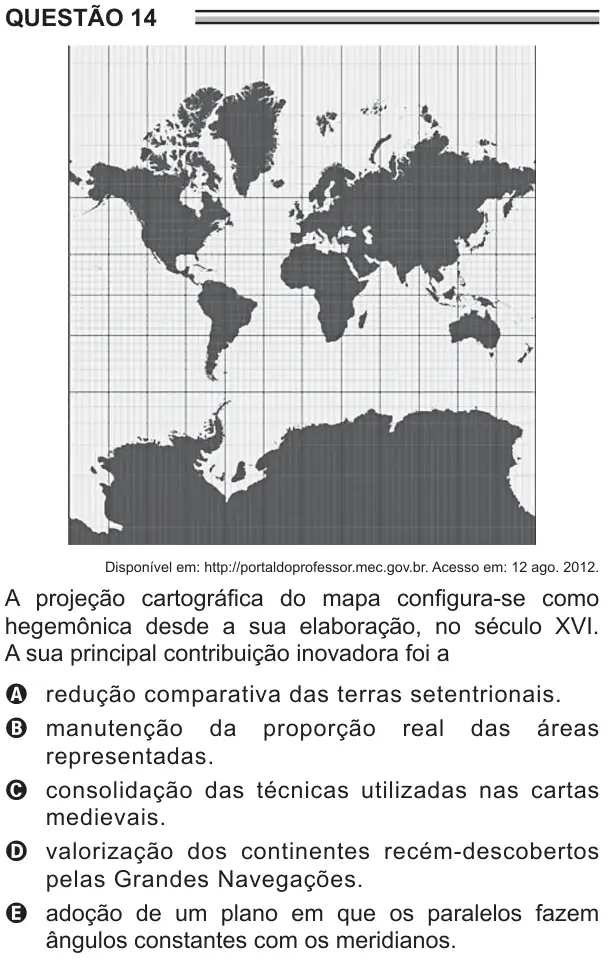 QUESTÃO 14
Disponível em: http://portaldoprofessor.mec.gov.br. Acesso em: 12 ago. 2012.
A projeção cartográfica do mapa configura-se como
hegemônica desde a sua elaboração, no século XVI.
A sua principal contribuição inovadora foi a
A redução comparativa das terras setentrionais.
B manutenção da proporção real das áreas
representadas.
C consolidação das técnicas utilizadas nas cartas
medievais.
D valorização dos continentes recém-descobertos
pelas Grandes Navegações.
E adoção de um plano em que os paralelos fazem
ângulos constantes com os meridianos.